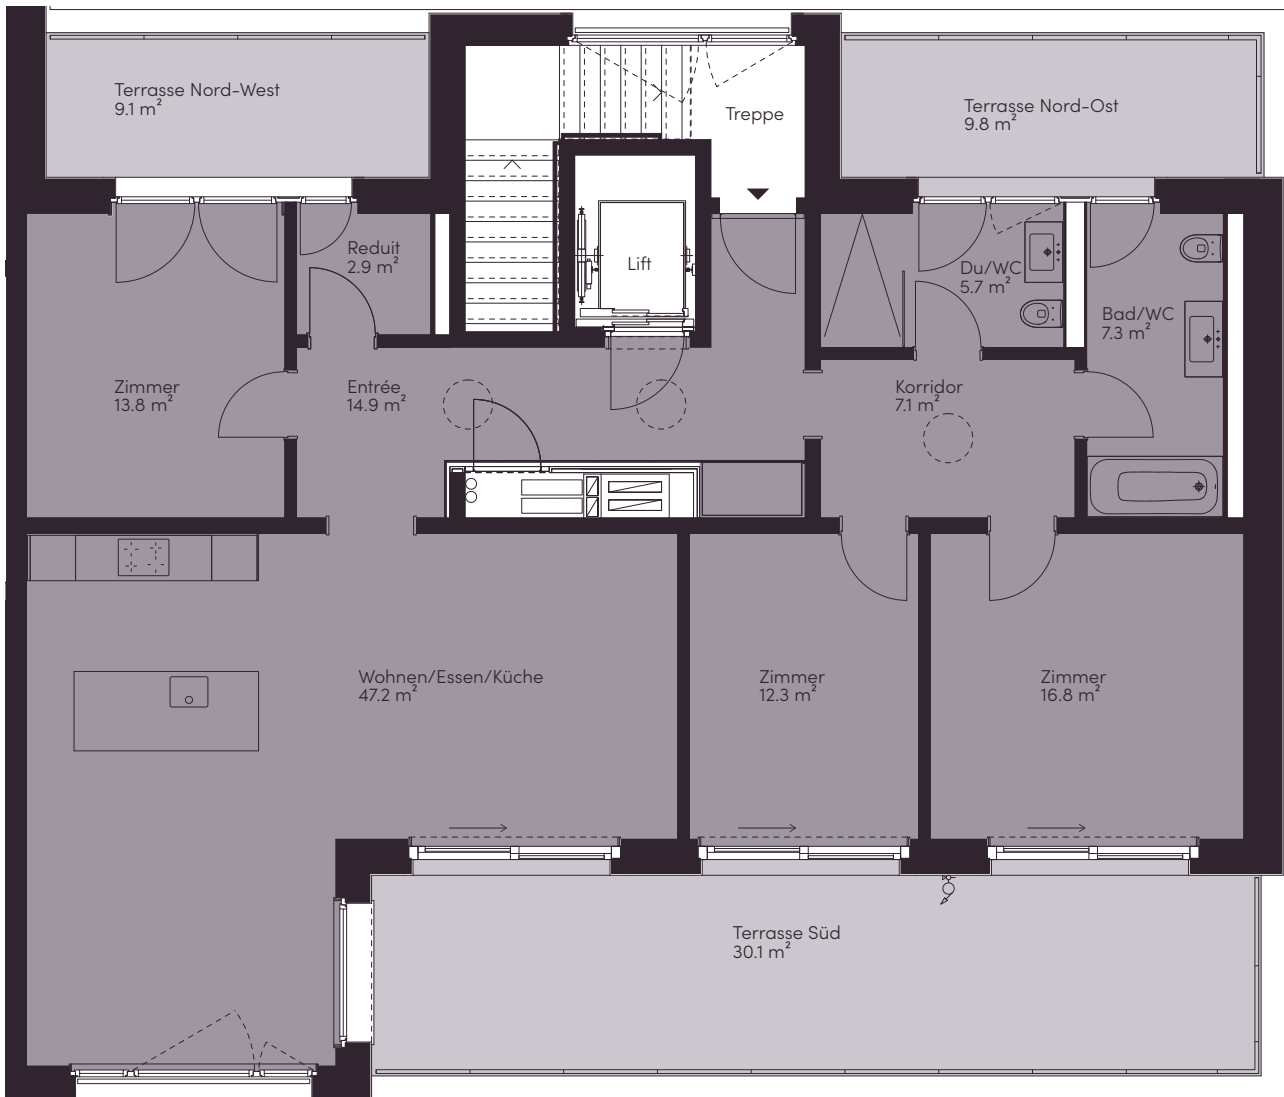 Terrasse Nord-West
9.1 m²
Treppe
Terrasse Nord-Ost
9.8 m²
Reduit
2.9 m²
Lift
Du/WC
5.7 m²
Bad/WC
7.3 m²
Zimmer
13.8 m²
Entrée
14.9 m²
Korridor
7.1 m²
Wohnen/Essen/Küche
47.2 m²
Zimmer
12.3 m²
Zimmer
16.8 m²
Terrasse Süd
30.1 m²